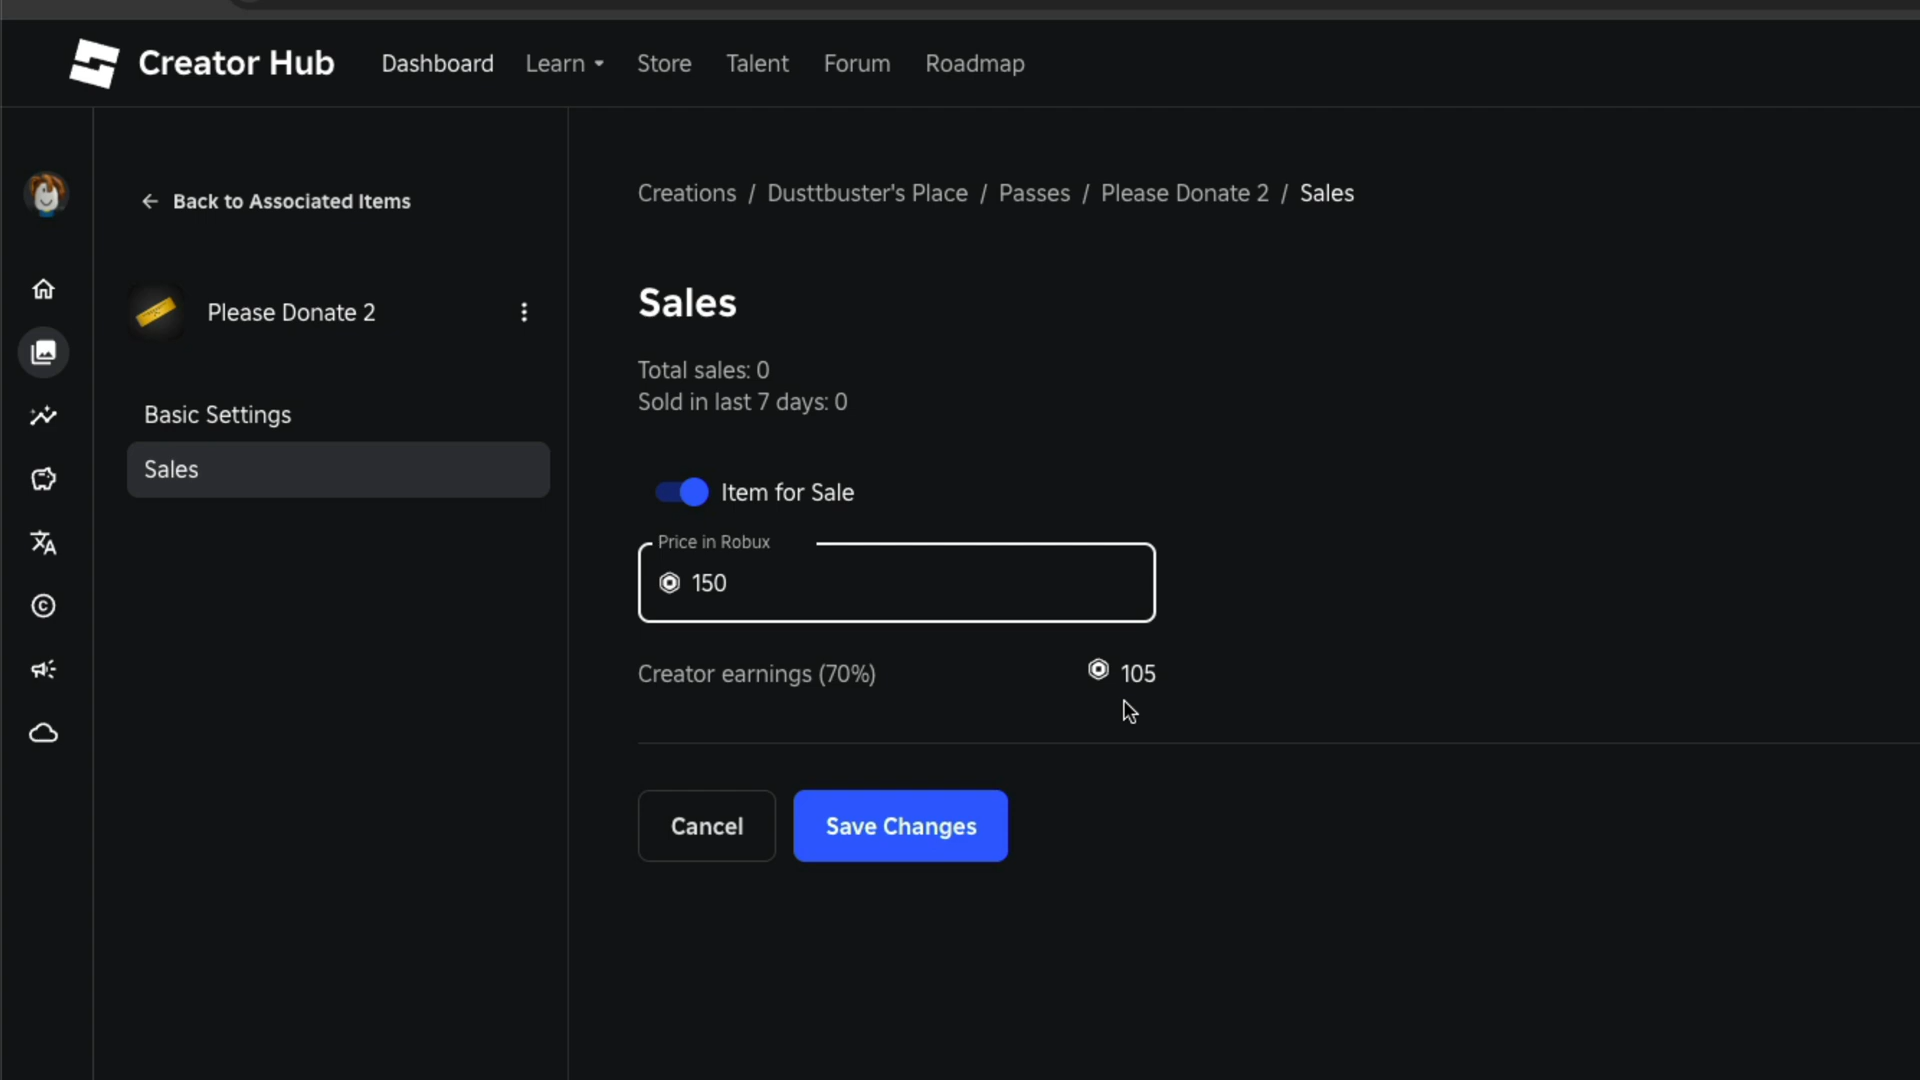 Creator Hub Dashboard Learn Store Talent Forum Roadmap
Back to Associated Items
Please Donate 2
Basic Settings
Sales
Creations / Dusttbuster's Place / Passes / Please Donate 2 / Sales
Sales
Total sales: 0
Sold in last 7 days: 0
Item for Sale
Price in Robux
150
Creator earnings (70%) 105
Cancel Save Changes